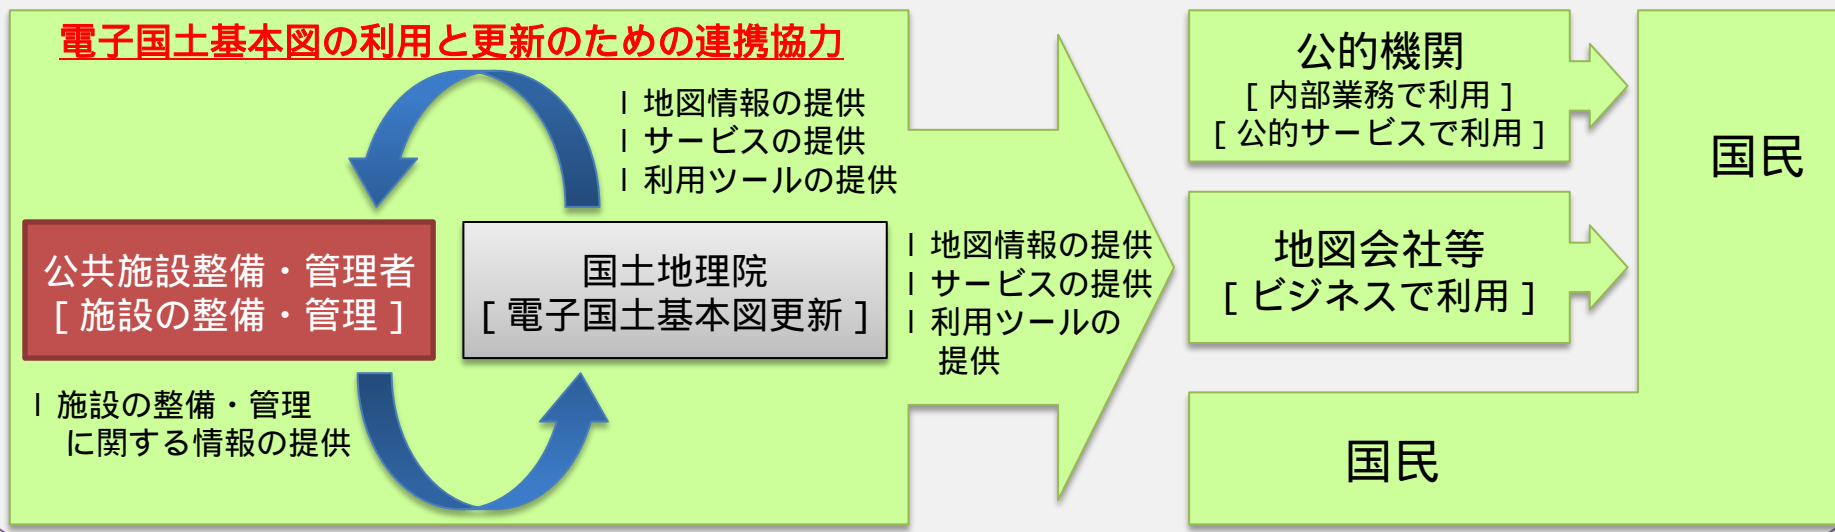 電子国土基本図の利用と更新のための連携協力
l 地図情報の提供
l サービスの提供
l 利用ツールの提供
公共施設整備・管理者
[ 施設の整備・管理 ]
国土地理院
[ 電子国土基本図更新 ]
l 施設の整備・管理
に関する情報の提供
l 地図情報の提供
l サービスの提供
l 利用ツールの
提供
公的機関
[ 内部業務で利用 ]
[ 公的サービスで利用 ]
地図会社等
[ ビジネスで利用 ]
国民
国民